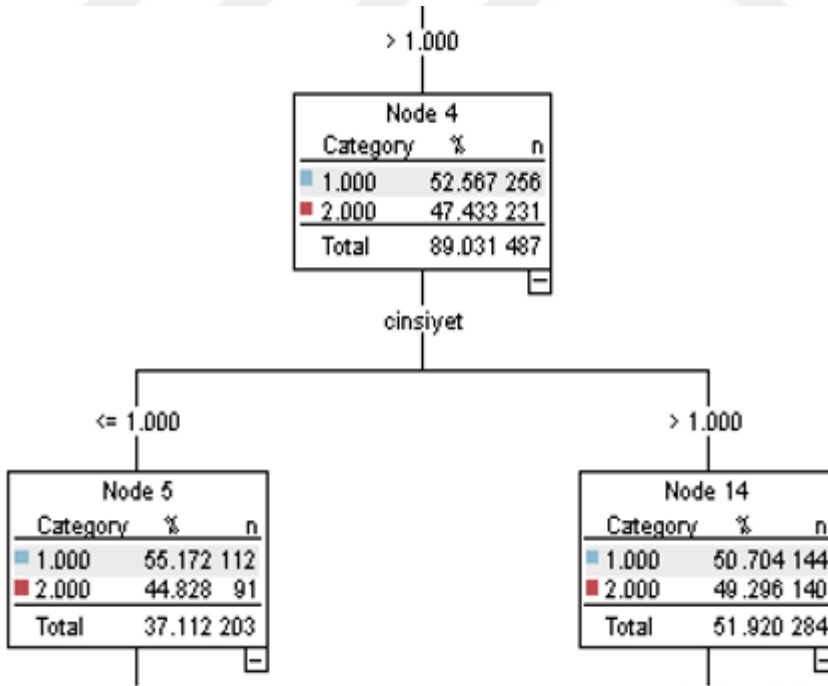 > 1.000
Node 4
Category % n
1.000 52.567 256
2.000 47.433 231
Total 89.031 487
cinsiyet
<= 1.000
> 1.000
Node 5
Category % n
1.000 55.172 112
2.000 44.828 91
Total 37.112 203
Node 14
Category % n
1.000 50.704 144
2.000 49.296 140
Total 51.920 284